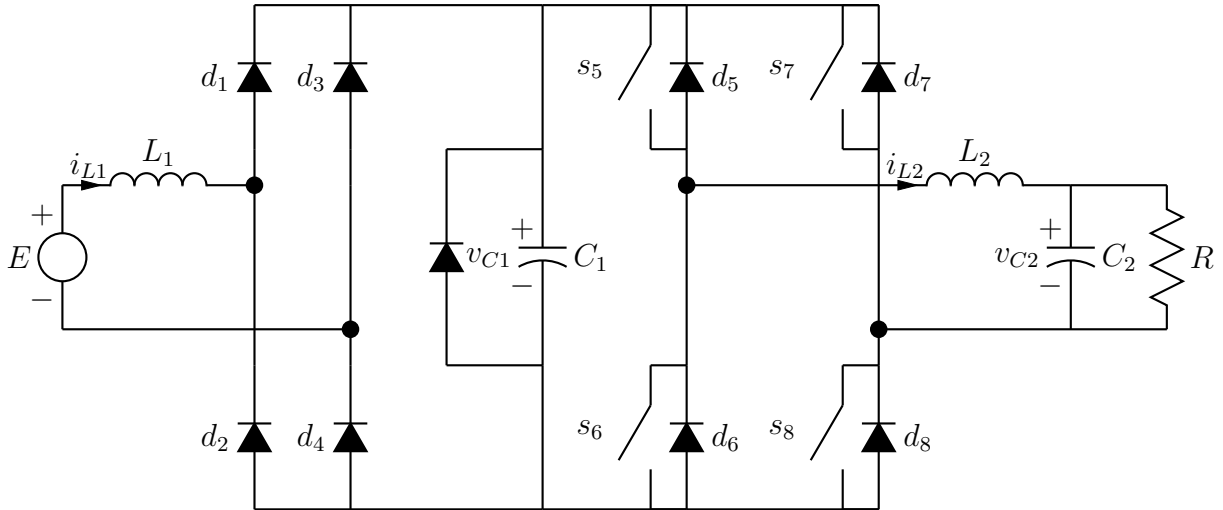 d1 d3 s5 d5 s7 d7
iL1 L1 iL2 L2
+ + +
E vC1 C1 vC2 C2 R
− − −
d2 d4 s6 d6 s8 d8